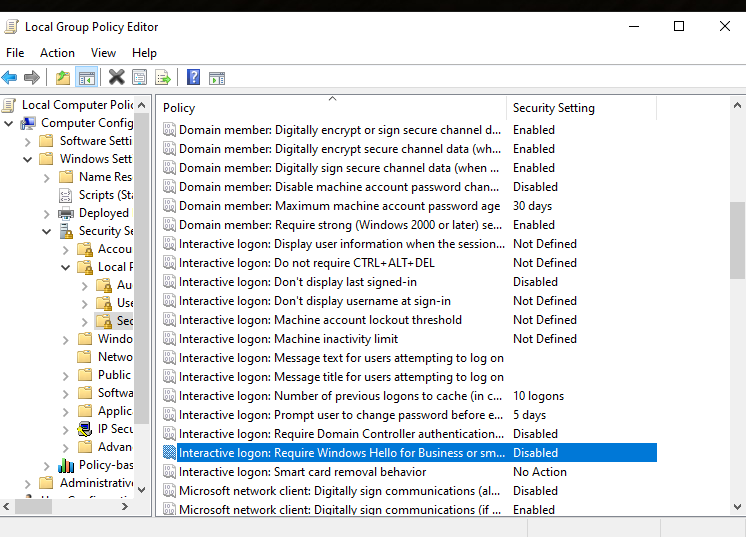 Local Group Policy Editor
File Action View Help
Local Computer Polic
Computer Config
Software Setti
Windows Sett
Name Res
Scripts (Sta
Deployed
Security Se
Accou
Local P
Au
Use
Sec
Windo
Netwo
Public
Softwa
Applic
IP Secu
Advan
Policy-bas
Administrativ
Policy Security Setting
Domain member: Digitally encrypt or sign secure channel d... Enabled
Domain member: Digitally encrypt secure channel data (wh... Enabled
Domain member: Digitally sign secure channel data (when ... Enabled
Domain member: Disable machine account password chan... Disabled
Domain member: Maximum machine account password age 30 days
Domain member: Require strong (Windows 2000 or later) se... Enabled
Interactive logon: Display user information when the session... Not Defined
Interactive logon: Do not require CTRL+ALT+DEL Not Defined
Interactive logon: Don't display last signed-in Disabled
Interactive logon: Don't display username at sign-in Not Defined
Interactive logon: Machine account lockout threshold Not Defined
Interactive logon: Machine inactivity limit Not Defined
Interactive logon: Message text for users attempting to log on
Interactive logon: Message title for users attempting to log on
Interactive logon: Number of previous logons to cache (in c... 10 logons
Interactive logon: Prompt user to change password before e... 5 days
Interactive logon: Require Domain Controller authentication... Disabled
Interactive logon: Require Windows Hello for Business or sm... Disabled
Interactive logon: Smart card removal behavior No Action
Microsoft network client: Digitally sign communications (al... Disabled
Microsoft network client: Digitally sign communications (if ... Enabled